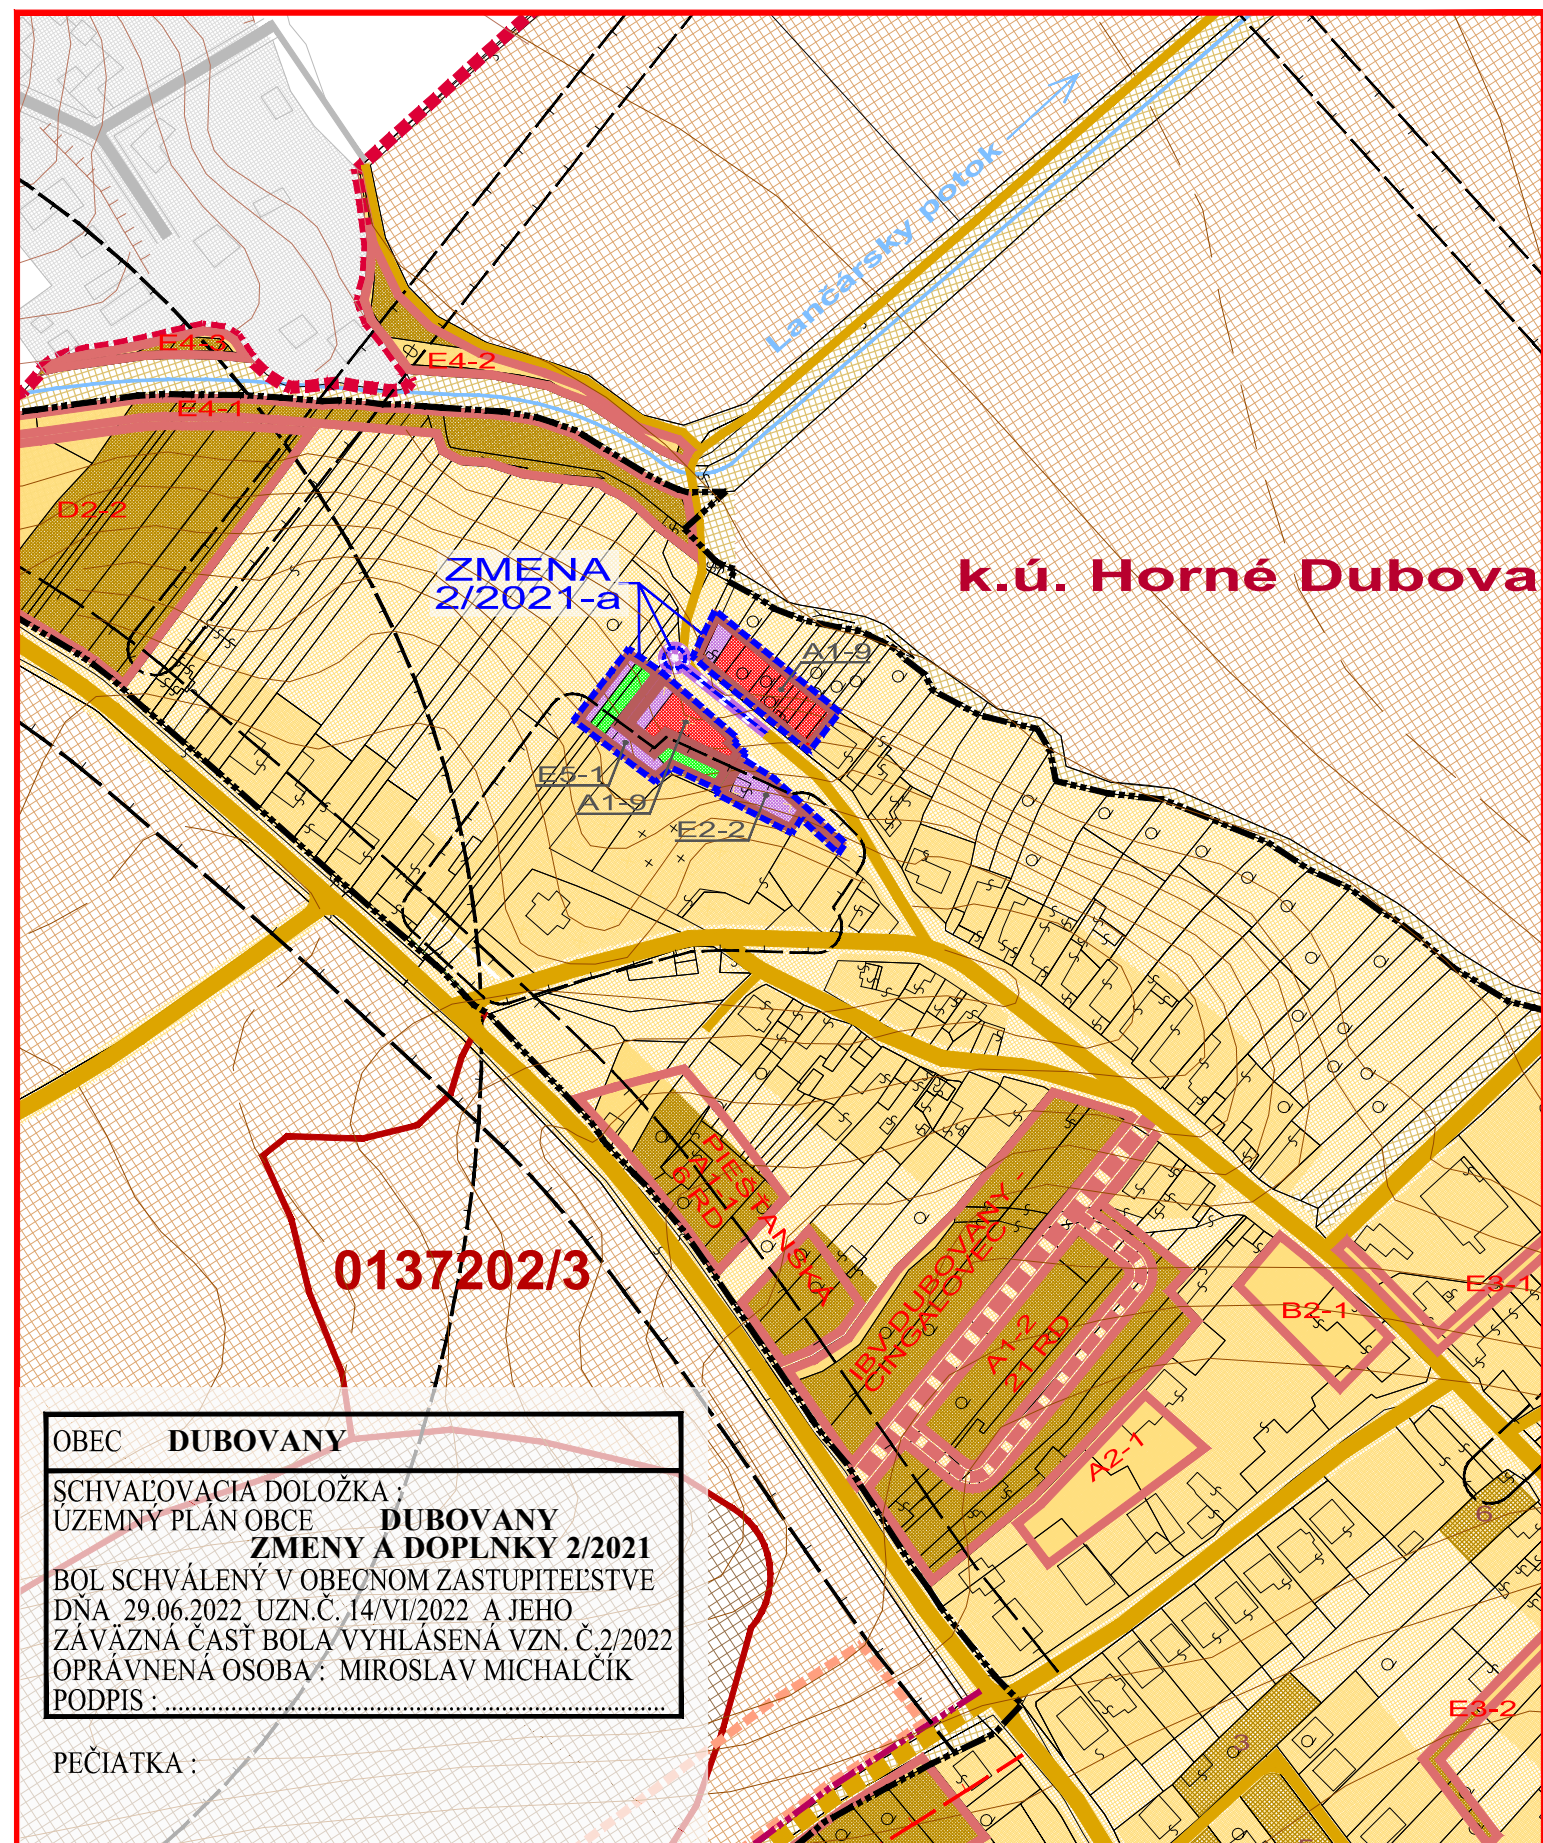 Lančársky potok
E4-3
E4-2
E4-1
D2-2
ZMENA
2/2021-a
k.ú. Horné Dubova
A1-9
E5-1
A1-9
E2-2
PIEŠŤANSKÁ
A1-1
6 RD
IBV DUBOVANY -
CINGALOVEC
A1-2
21 RD
0137202/3
B2-1
E3-1
A2-1
6
E3-2
3
OBEC DUBOVANY
SCHVAĽOVACIA DOLOŽKA :
ÚZEMNÝ PLÁN OBCE DUBOVANY
ZMENY A DOPLNKY 2/2021
BOL SCHVÁLENÝ V OBECNOM ZASTUPITEĽSTVE
DŇA 29.06.2022 UZN.Č. 14/VI/2022 A JEHO
ZÁVÄZNÁ ČASŤ BOLA VYHLÁSENÁ VZN. Č.2/2022
OPRÁVNENÁ OSOBA : MIROSLAV MICHALČÍK
PODPIS : ...........................................................................
PEČIATKA :